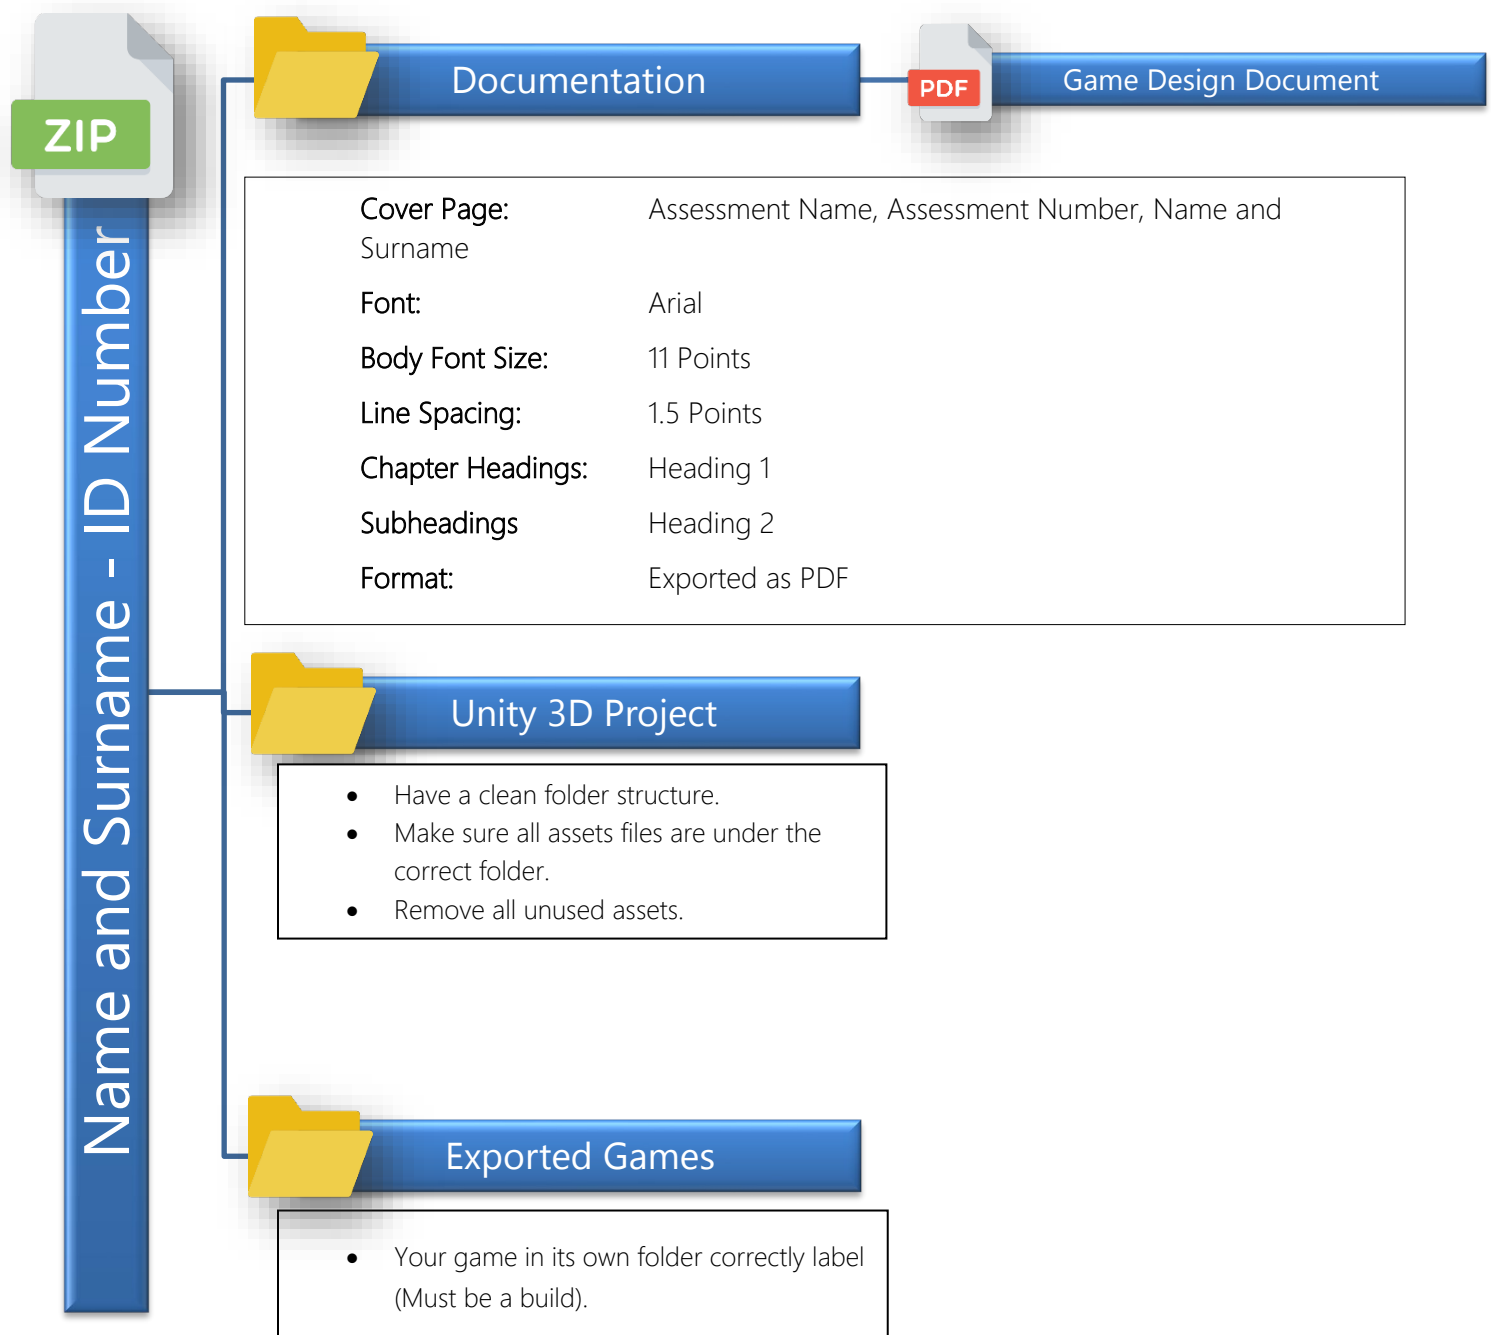 ZIP
Name and Surname - ID Number
Documentation
PDF
Game Design Document
Cover Page: Assessment Name, Assessment Number, Name and
Surname
Font: Arial
Body Font Size: 11 Points
Line Spacing: 1.5 Points
Chapter Headings: Heading 1
Subheadings Heading 2
Format: Exported as PDF
Unity 3D Project
• Have a clean folder structure.
• Make sure all assets files are under the
correct folder.
• Remove all unused assets.
Exported Games
• Your game in its own folder correctly label
(Must be a build).